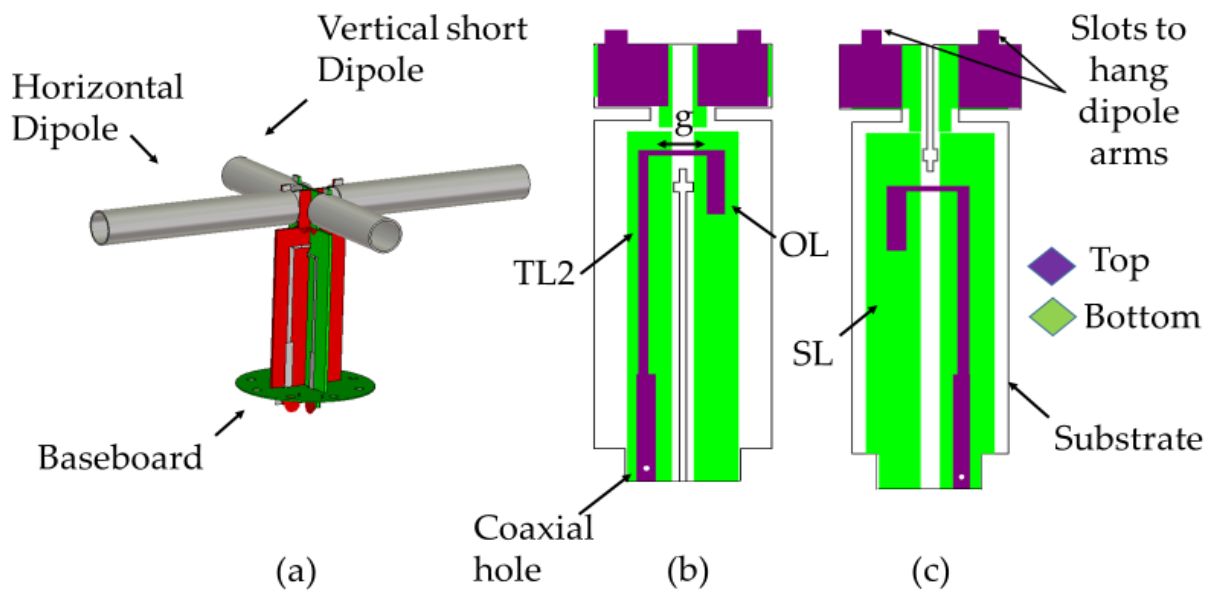 Vertical short
Dipole
Horizontal
Dipole
Baseboard
(a)
g
TL2
OL
Coaxial
hole
(b)
Slots to
hang
dipole
arms
SL
Top
Bottom
Substrate
(c)